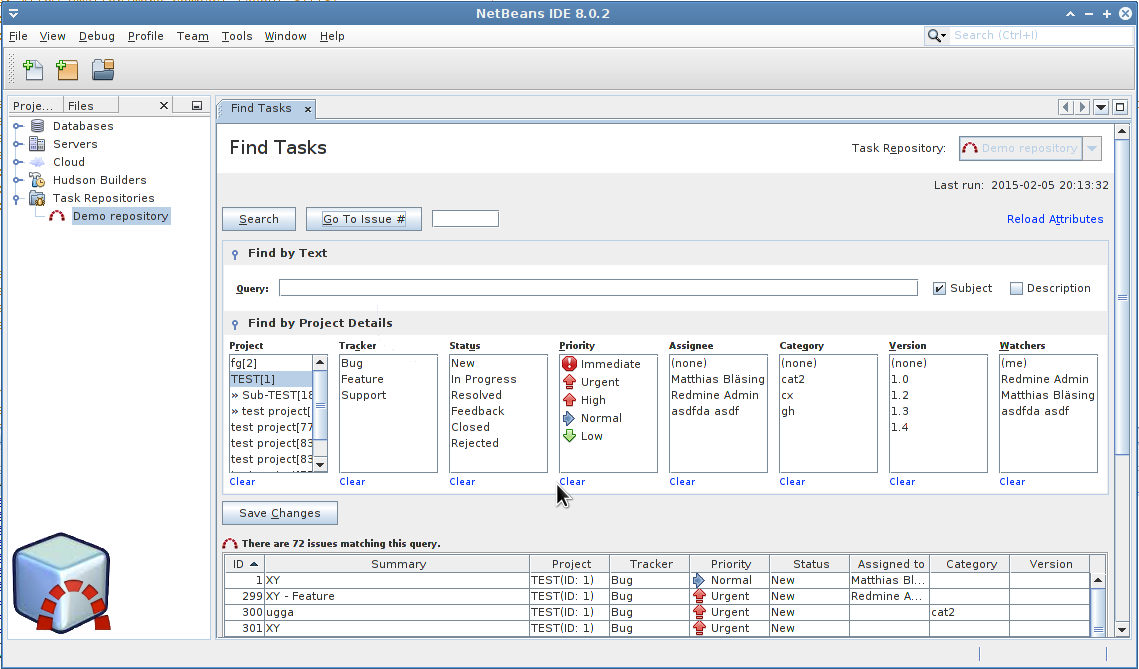 NetBeans IDE 8.0.2
File View Debug Profile Team Tools Window Help Search (Ctrl+I)
Proje... Files
Databases
Servers
Cloud
Hudson Builders
Task Repositories
Demo repository
Find Tasks
Find Tasks
Task Repository: Demo repository
Last run: 2015-02-05 20:13:32
Search Go To Issue # Reload Attributes
Find by Text
Query: Subject Description
Find by Project Details
Project Tracker Status Priority Assignee Category Version Watchers
fg[2] Bug New Immediate (none) (none) (none) (me)
TEST[1] Feature In Progress Urgent Matthias Bläsing cat2 1.0 Redmine Admin
» Sub-TEST[18 Support Resolved High Redmine Admin cx 1.2 Matthias Bläsing
» test project[ Feedback Normal asdfda asdf gh 1.3 asdfda asdf
test project[77 Closed Low 1.4
test project[83 Rejected
test project[83
Clear Clear Clear Clear Clear Clear Clear Clear
Save Changes
There are 72 issues matching this query.
ID Summary Project Tracker Priority Status Assigned to Category Version
1 XY TEST(ID: 1) Bug Normal New Matthias Bl...
299 XY - Feature TEST(ID: 1) Bug Urgent New Redmine A...
300 ugga TEST(ID: 1) Bug Urgent New cat2
301 XY TEST(ID: 1) Bug Urgent New